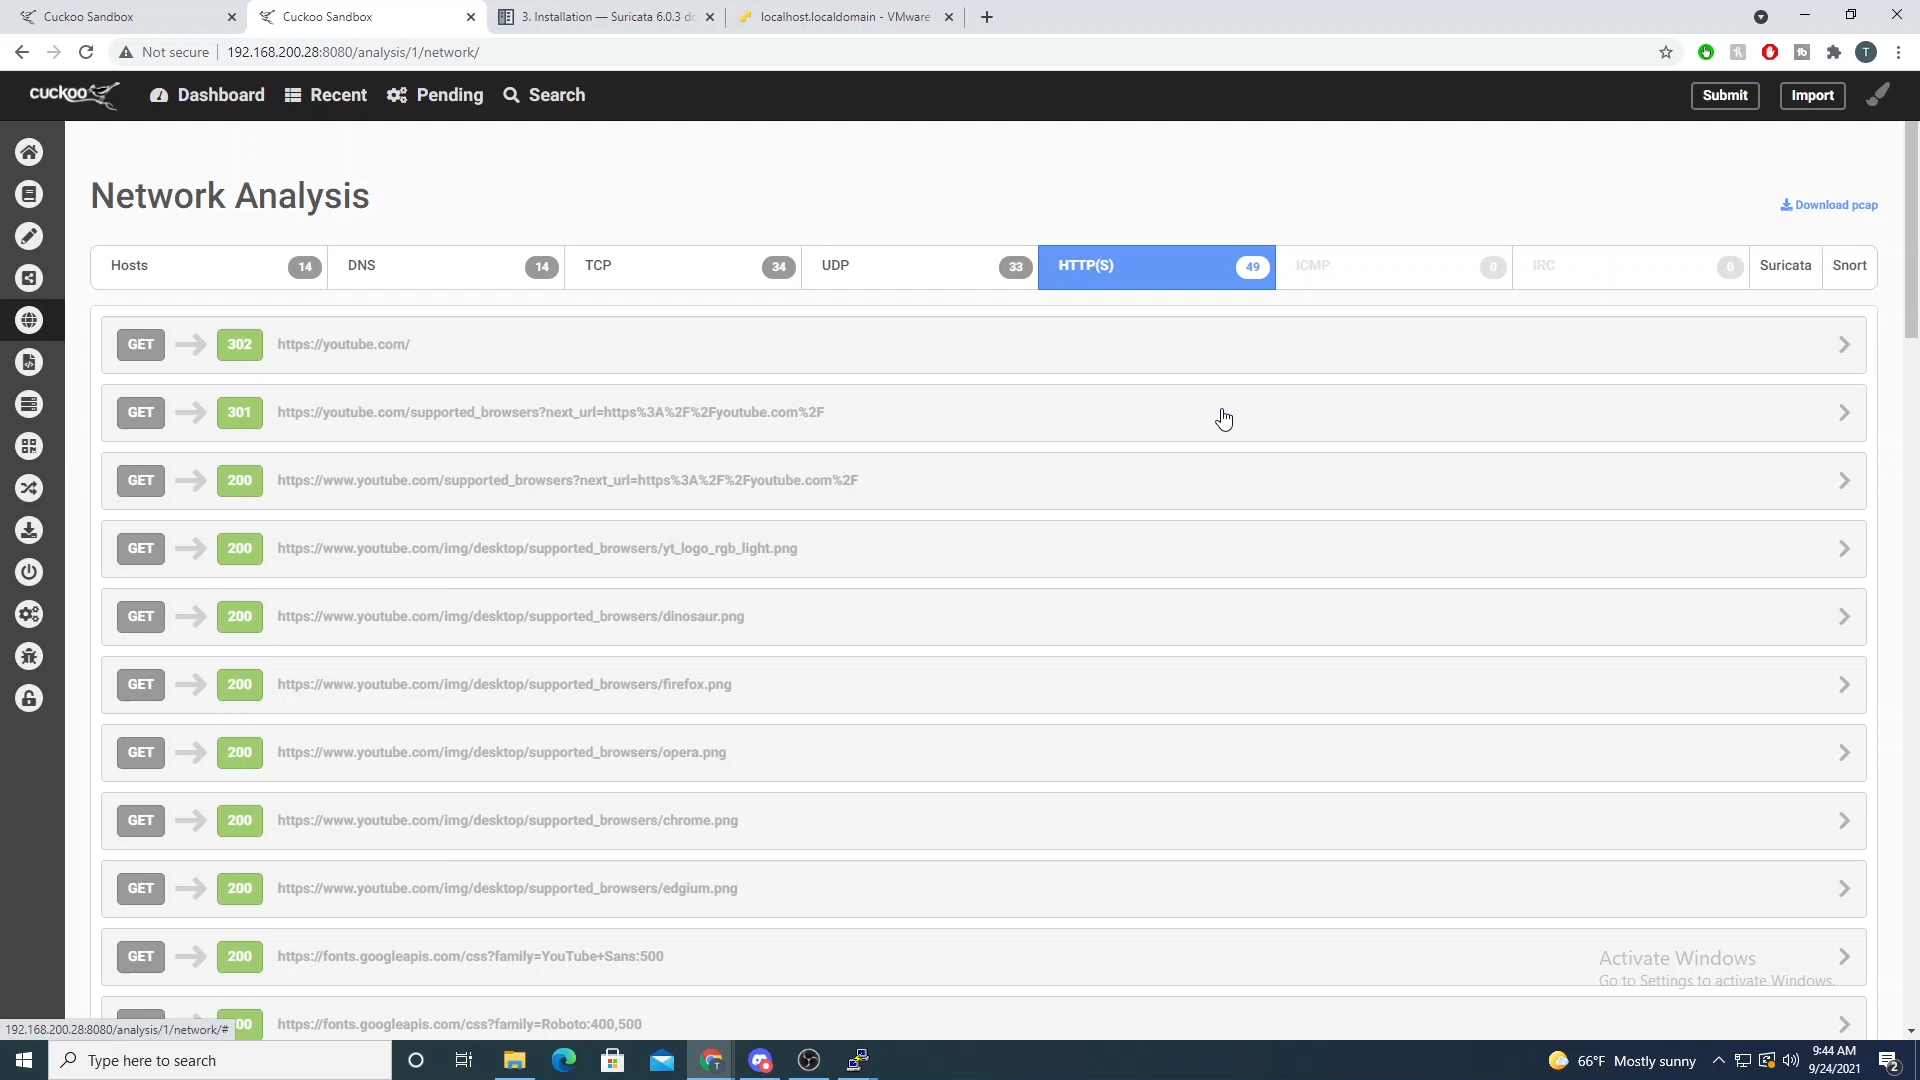 Cuckoo Sandbox
Cuckoo Sandbox
3. Installation — Suricata 6.0.3 do
localhost.localdomain - VMware
Not secure
192.168.200.28:8080/analysis/1/network/
T
cuckoo
Dashboard
Recent
Pending
Search
Submit
Import
Network Analysis
Download pcap
Hosts 14
DNS 14
TCP 34
UDP 33
HTTP(S) 49
ICMP 0
IRC 0
Suricata
Snort
GET 302 https://youtube.com/
GET 301 https://youtube.com/supported_browsers?next_url=https%3A%2F%2Fyoutube.com%2F
GET 200 https://www.youtube.com/supported_browsers?next_url=https%3A%2F%2Fyoutube.com%2F
GET 200 https://www.youtube.com/img/desktop/supported_browsers/yt_logo_rgb_light.png
GET 200 https://www.youtube.com/img/desktop/supported_browsers/dinosaur.png
GET 200 https://www.youtube.com/img/desktop/supported_browsers/firefox.png
GET 200 https://www.youtube.com/img/desktop/supported_browsers/opera.png
GET 200 https://www.youtube.com/img/desktop/supported_browsers/chrome.png
GET 200 https://www.youtube.com/img/desktop/supported_browsers/edgium.png
GET 200 https://fonts.googleapis.com/css?family=YouTube+Sans:500
Activate Windows
Go to Settings to activate Windows.
00 https://fonts.googleapis.com/css?family=Roboto:400,500
192.168.200.28:8080/analysis/1/network/#
Type here to search
66°F Mostly sunny
9:44 AM
9/24/2021
2